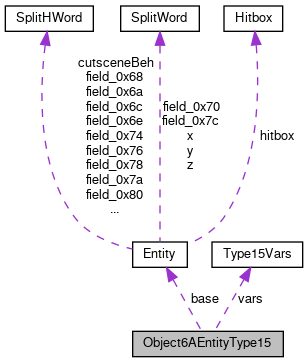 SplitHWord
SplitWord
Hitbox
cutsceneBeh
field_0x68
field_0x6a
field_0x6c
field_0x6e
field_0x74
field_0x76
field_0x78
field_0x7a
field_0x80
...
field_0x70
field_0x7c
x
y
z
hitbox
Entity
Type15Vars
base
vars
Object6AEntityType15